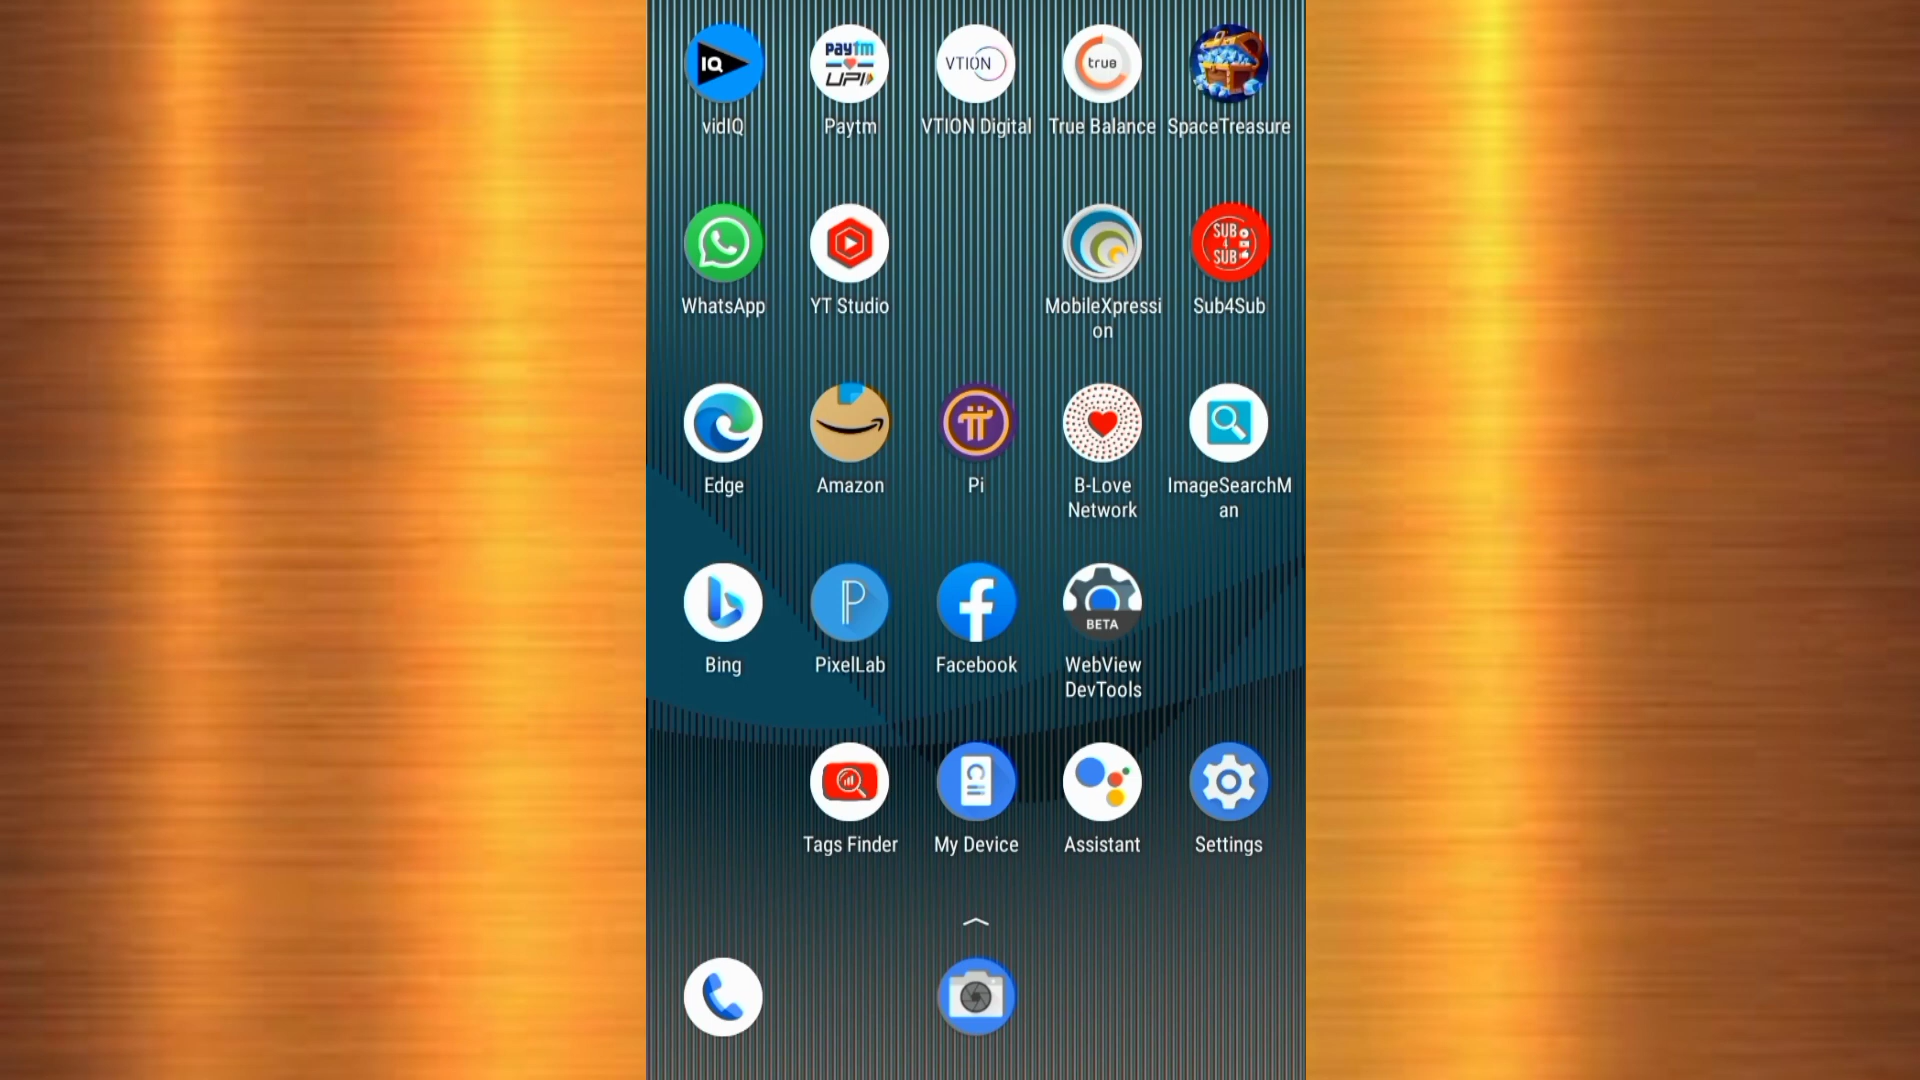 IQ
paytm
UPI
VTION
true
vidIQ
Paytm
VTION Digital
True Balance
SpaceTreasure
SUB
4
SUB
WhatsApp
YT Studio
MobileXpressi
on
Sub4Sub
Edge
Amazon
Pi
B-Love
Network
ImageSearchM
an
P
f
BETA
Bing
PixelLab
Facebook
WebView
DevTools
Tags Finder
My Device
Assistant
Settings